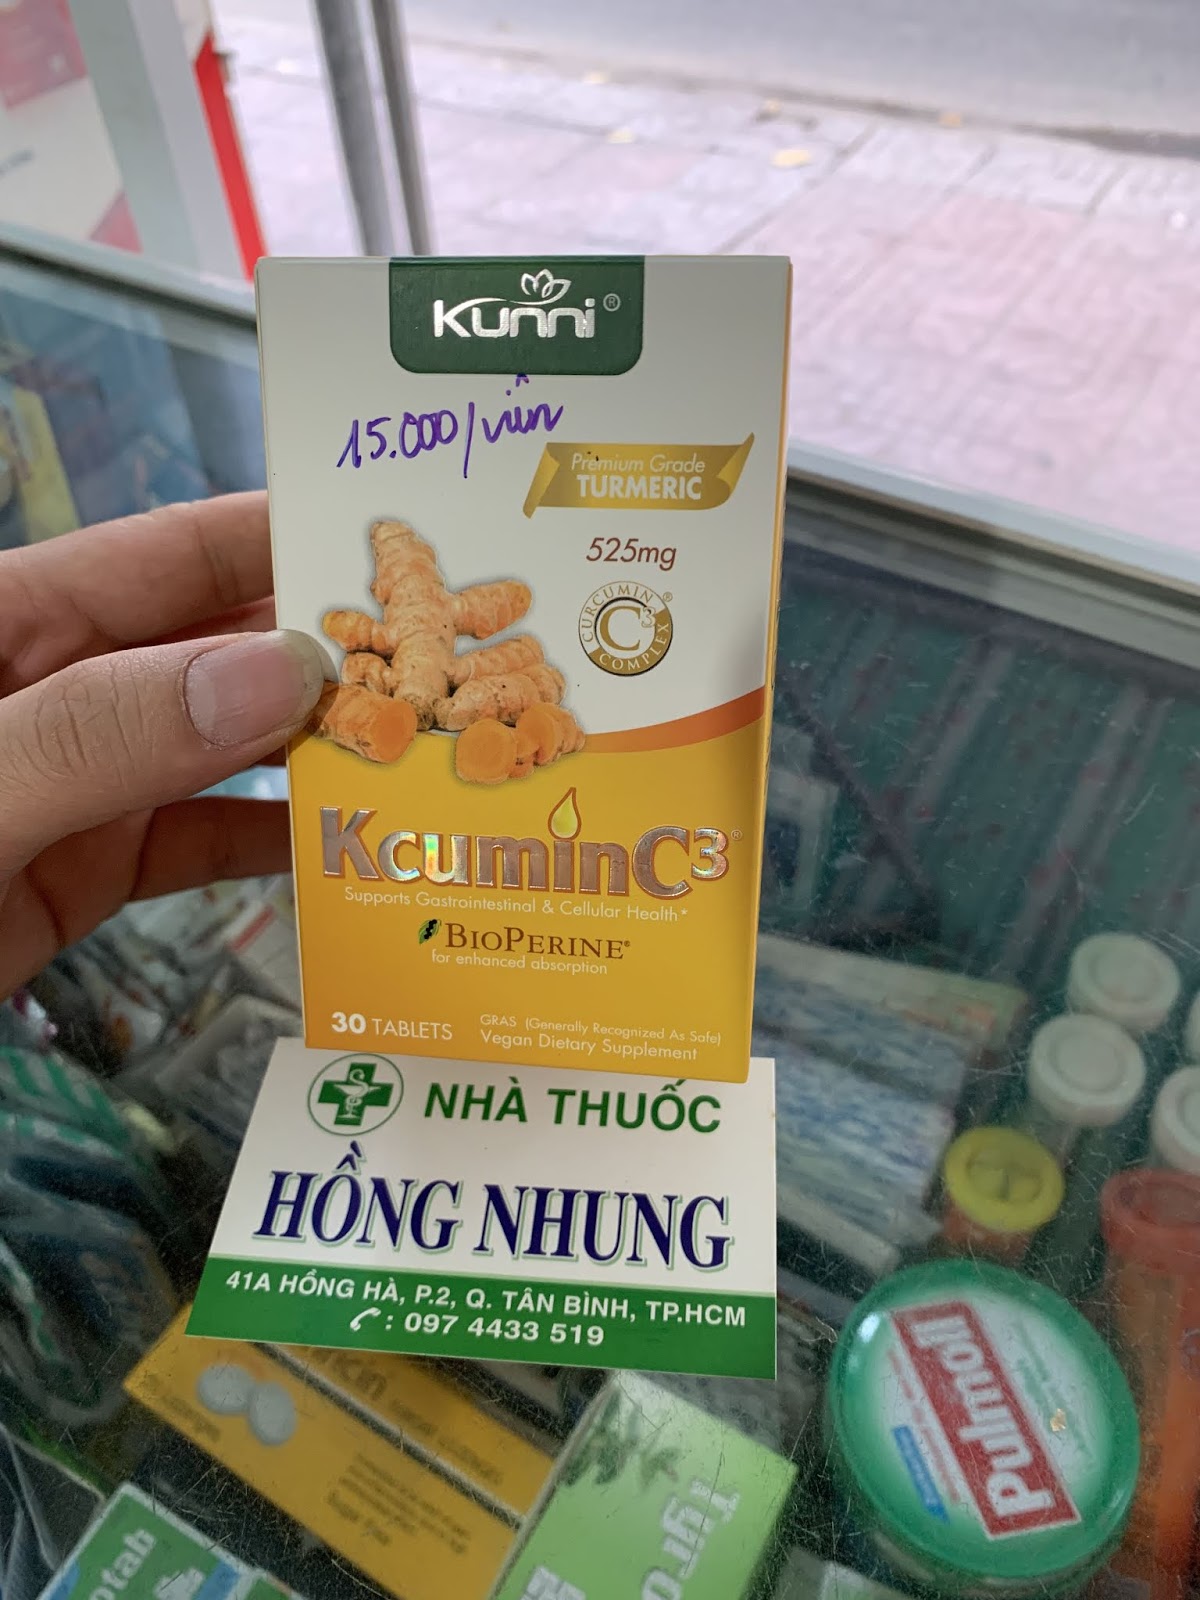 Kunni®
15.000/viên
Premium Grade
TURMERIC
525mg
CURCUMIN C3® COMPLEX
KcuminC3®
Supports Gastrointestinal & Cellular Health*
BIOPERINE®
for enhanced absorption
30 TABLETS
GRAS (Generally Recognized As Safe)
Vegan Dietary Supplement
NHÀ THUỐC
HỒNG NHUNG
41A HỒNG HÀ, P.2, Q. TÂN BÌNH, TP.HCM
: 097 4433 519
Pulmoll